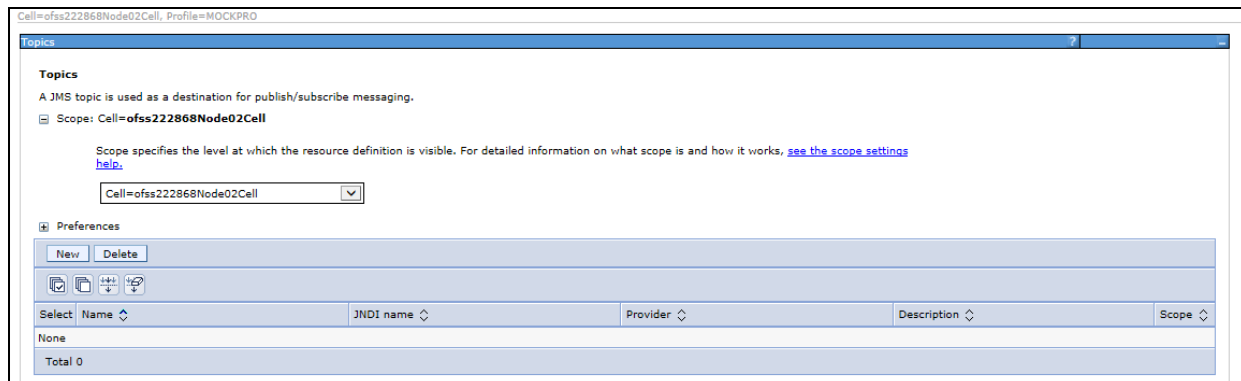 Cell=ofss222868Node02Cell, Profile=MOCKPRO
Topics ? _
Topics
A JMS topic is used as a destination for publish/subscribe messaging.
Scope: Cell=ofss222868Node02Cell
Scope specifies the level at which the resource definition is visible. For detailed information on what scope is and how it works, see the scope settings
help.
Cell=ofss222868Node02Cell
Preferences
New Delete
Select Name JNDI name Provider Description Scope
None
Total 0